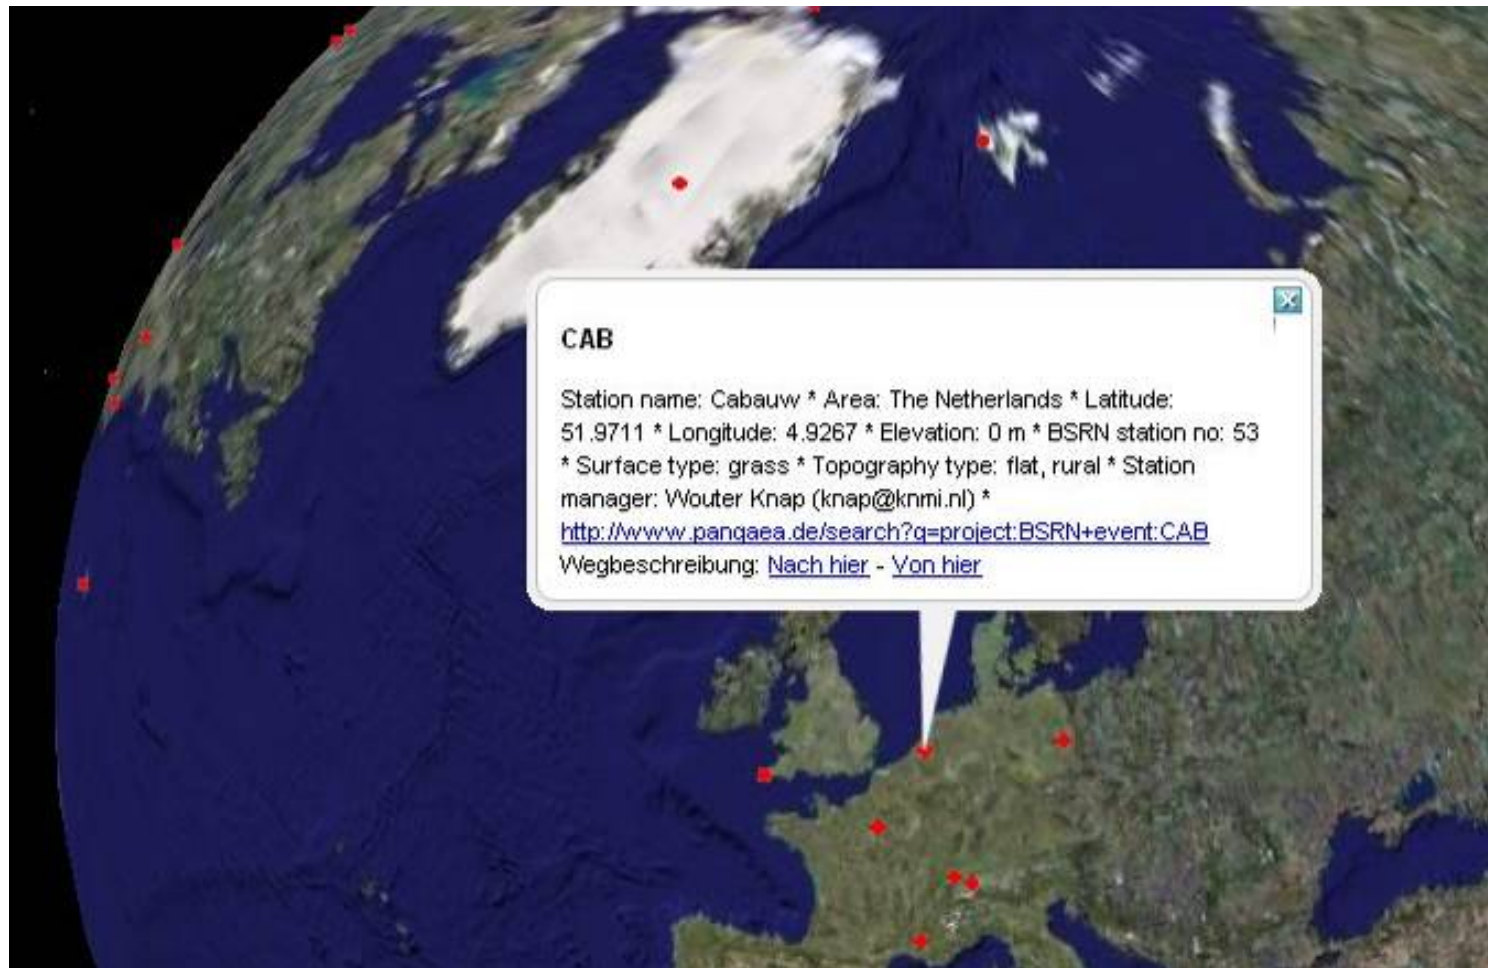 CAB
Station name: Cabauw * Area: The Netherlands * Latitude:
51.9711 * Longitude: 4.9267 * Elevation: 0 m * BSRN station no: 53
* Surface type: grass * Topography type: flat, rural * Station
manager: Wouter Knap (knap@knmi.nl) *
http://www.pangaea.de/search?q=project:BSRN+event:CAB
Wegbeschreibung: Nach hier - Von hier